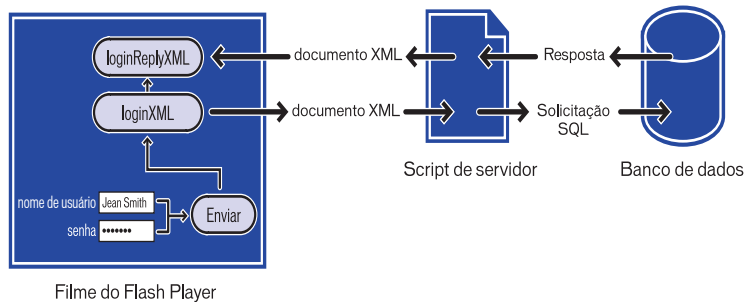 loginReplyXML
documento XML
Resposta
loginXML
documento XML
Solicitação
SQL
Script de servidor
Banco de dados
nome de usuário
Jean Smith
Enviar
senha
•••••••
Filme do Flash Player